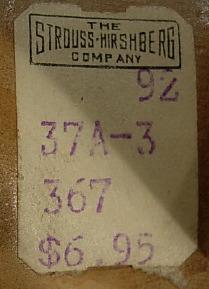 THE
STROUSS-HIRSHBERG
COMPANY
92
37A-3
367
$6.95